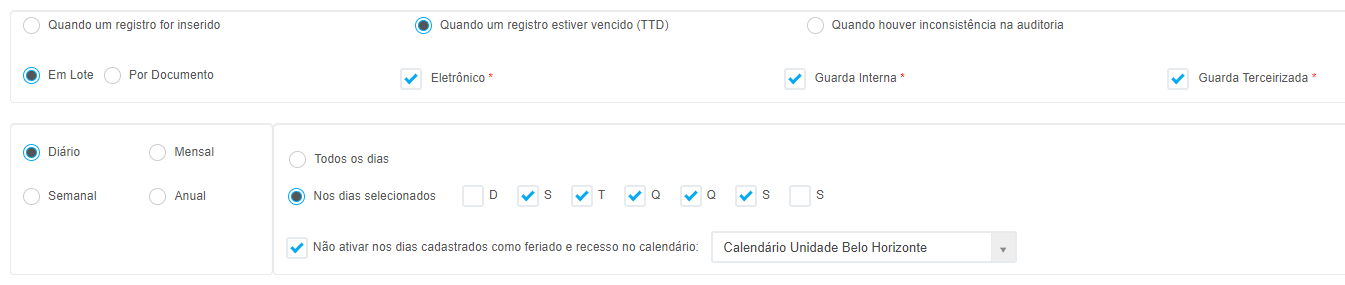 Quando um registro for inserido Quando um registro estiver vencido (TTD) Quando houver inconsistência na auditoria
Em Lote Por Documento Eletrônico * Guarda Interna * Guarda Terceirizada *
Diário Mensal
Todos os dias
Semanal Anual
Nos dias selecionados D S T Q Q S S
Não ativar nos dias cadastrados como feriado e recesso no calendário: Calendário Unidade Belo Horizonte